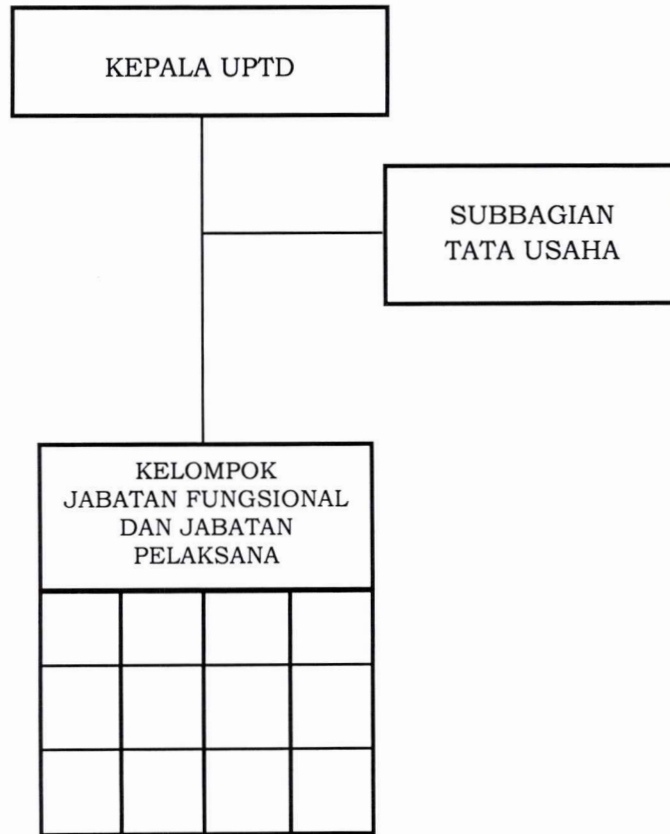 KEPALA UPTD
SUBBAGIAN
TATA USAHA
KELOMPOK
JABATAN FUNGSIONAL
DAN JABATAN
PELAKSANA